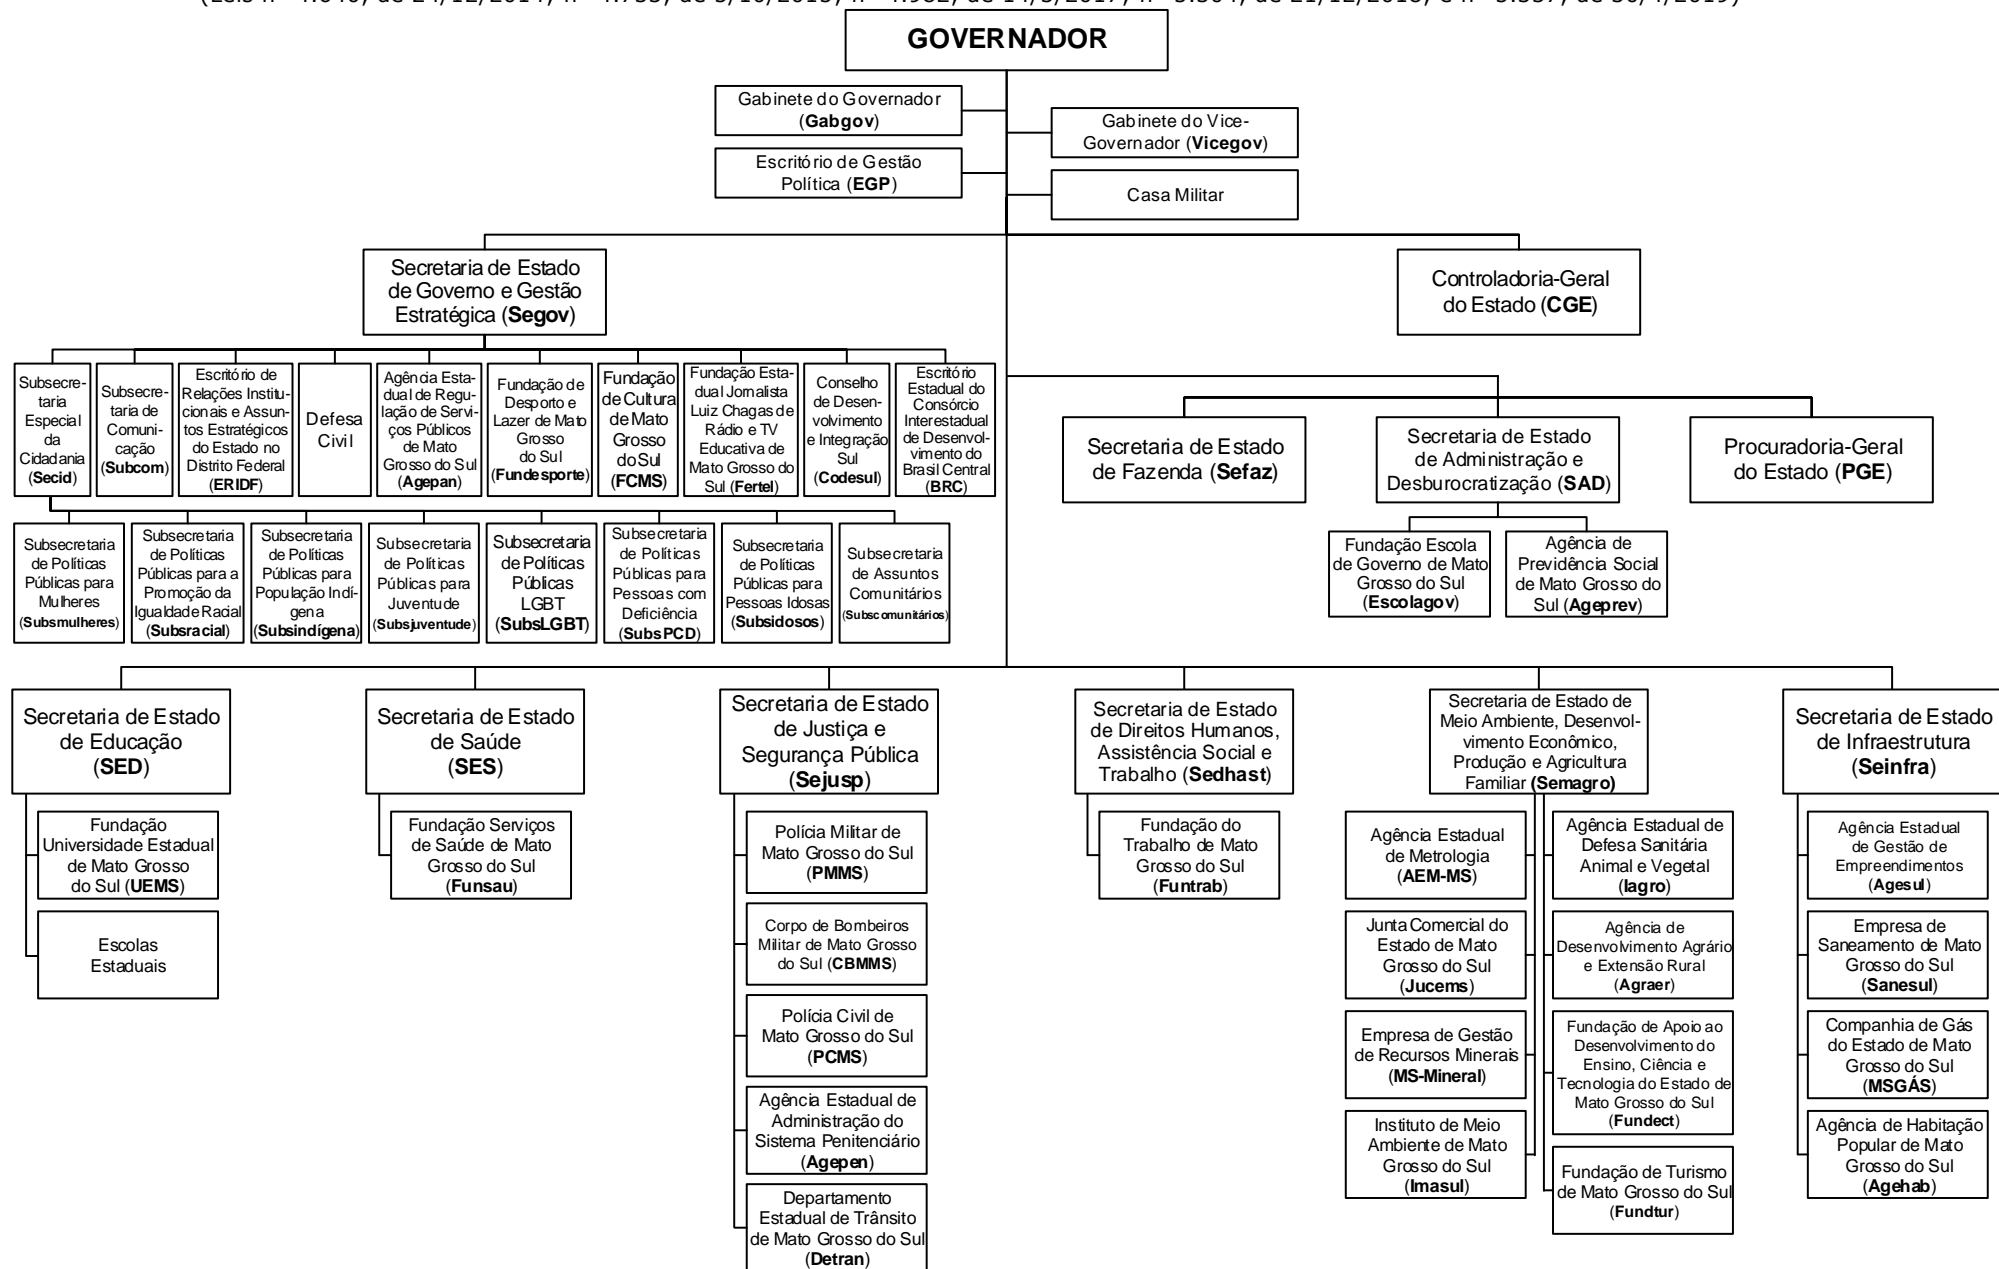 (Leis de 24/12/2014, de 21/12/2018, e
GOVERNADOR
Gabinete do Governador
(Gabgov)
Gabinete do Vice-
Governador (Vicegov)
Escritório de Gestão
Política (EGP)
Casa Militar
Secretaria de Estado
de Governo e Gestão
Estratégica (Segov)
Controladoria-Geral
do Estado (CGE)
Subsecre-
taria
Especial
da
Cidadania
(Secid)
Subsecre-
taria de
Comuni-
cação
(Subcom)
Escritório de
Relações Institu-
cionais e Assun-
tos Estratégicos
do Estado no
Distrito Federal
(ERIDF)
Defesa
Civil
Agência Esta-
dual de Regu-
lação de Servi-
ços Públicos
de Mato
Grosso do Sul
(Agepan)
Fundação de
Desporto e
Lazer de Mato
Grosso
do Sul
(Fundesporte)
Fundação
de Cultura
de Mato
Grosso
do Sul
(FCMS)
Fundação Esta-
dual Jornalista
Luiz Chagas de
Rádio e TV
Educativa de
Mato Grosso do
Sul (Fertel)
Conselho
de Desen-
volvimento
e Integração
Sul
(Codesul)
Escritório
Estadual do
Consórcio
Interestadual
de Desenvol-
vimento do
Brasil Central
(BRC)
Secretaria de Estado
de Fazenda (Sefaz)
Secretaria de Estado
de Administração e
Desburocratização (SAD)
Procuradoria-Geral
do Estado (PGE)
Fundação Escola
de Governo de Mato
Grosso do Sul
(Escolagov)
Agência de
Previdência Social
de Mato Grosso do
Sul (Ageprev)
Subsecretaria
de Políticas
Públicas para
Mulheres
(Subsmulheres)
Subsecretaria
de Políticas
Públicas para a
Promoção da
Igualdade Racial
(Subsracial)
Subsecretaria
de Políticas
Públicas para
População Indí-
gena
(Subsindígena)
Subsecretaria
de Políticas
Públicas para
Juventude
(Subsjuventude)
Subsecretaria
de Políticas
Públicas
LGBT
(SubsLGBT)
Subsecretaria
de Políticas
Públicas para
Pessoas com
Deficiência
(SubsPCD)
Subsecretaria
de Políticas
Públicas para
Pessoas Idosas
(Subsidosos)
Subsecretaria
de Assuntos
Comunitários
(Subscomunitários)
Secretaria de Estado
de Educação
(SED)
Fundação
Universidade Estadual
de Mato Grosso
do Sul (UEMS)
Escolas
Estaduais
Secretaria de Estado
de Saúde
(SES)
Fundação Serviços
de Saúde de Mato
Grosso do Sul
(Funsau)
Secretaria de Estado
de Justiça e
Segurança Pública
(Sejusp)
Polícia Militar de
Mato Grosso do Sul
(PMMS)
Corpo de Bombeiros
Militar de Mato Grosso
do Sul (CBMMS)
Polícia Civil de
Mato Grosso do Sul
(PCMS)
Agência Estadual de
Administração do
Sistema Penitenciário
(Agepen)
Departamento
Estadual de Trânsito
de Mato Grosso do Sul
(Detran)
Secretaria de Estado
de Direitos Humanos,
Assistência Social e
Trabalho (Sedhast)
Fundação do
Trabalho de Mato
Grosso do Sul
(Funtrab)
Secretaria de Estado de
Meio Ambiente, Desenvol-
vimento Econômico,
Produção e Agricultura
Familiar (Semagro)
Agência Estadual
de Metrologia
(AEM-MS)
Junta Comercial do
Estado de Mato
Grosso do Sul
(Jucems)
Empresa de Gestão
de Recursos Minerais
(MS-Mineral)
Instituto de Meio
Ambiente de Mato
Grosso do Sul
(Imasul)
Agência Estadual de
Defesa Sanitária
Animal e Vegetal
(Iagro)
Agência de
Desenvolvimento Agrário
e Extensão Rural
(Agraer)
Fundação de Apoio ao
Desenvolvimento do
Ensino, Ciência e
Tecnologia do Estado de
Mato Grosso do Sul
(Fundect)
Fundação de Turismo
de Mato Grosso do Sul
(Fundtur)
Secretaria de Estado
de Infraestrutura
(Seinfra)
Agência Estadual
de Gestão de
Empreendimentos
(Agesul)
Empresa de
Saneamento de Mato
Grosso do Sul
(Sanesul)
Companhia de Gás
do Estado de Mato
Grosso do Sul
(MSGÁS)
Agência de Habitação
Popular de Mato
Grosso do Sul
(Agehab)